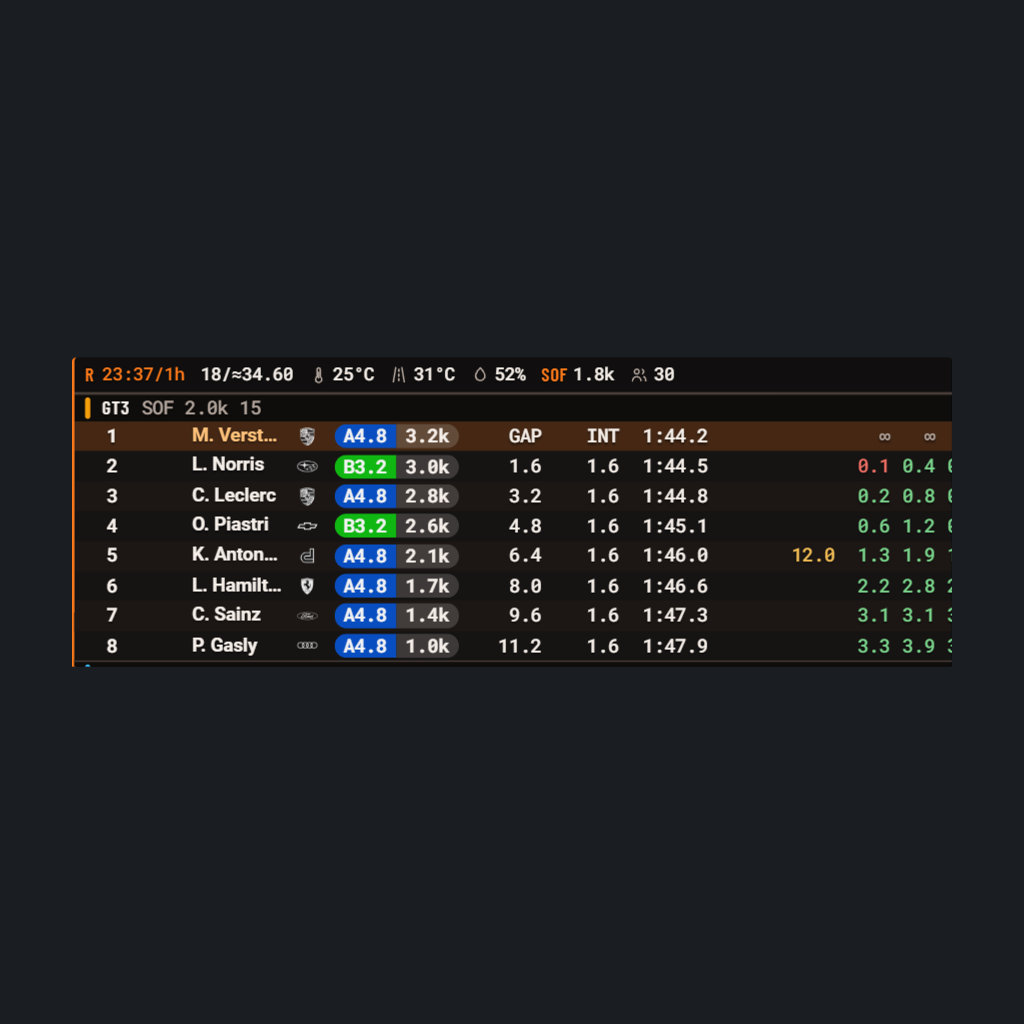 R 23:37/1h 18/≈34.60 25°C 31°C 52% SOF 1.8k 30
GT3 SOF 2.0k 15
1 M. Verst... A4.8 3.2k GAP INT 1:44.2 ∞ ∞
2 L. Norris B3.2 3.0k 1.6 1.6 1:44.5 0.1 0.4
3 C. Leclerc A4.8 2.8k 3.2 1.6 1:44.8 0.2 0.8
4 O. Piastri B3.2 2.6k 4.8 1.6 1:45.1 0.6 1.2
5 K. Anton... A4.8 2.1k 6.4 1.6 1:46.0 12.0 1.3 1.9
6 L. Hamilt... A4.8 1.7k 8.0 1.6 1:46.6 2.2 2.8
7 C. Sainz A4.8 1.4k 9.6 1.6 1:47.3 3.1 3.1
8 P. Gasly A4.8 1.0k 11.2 1.6 1:47.9 3.3 3.9